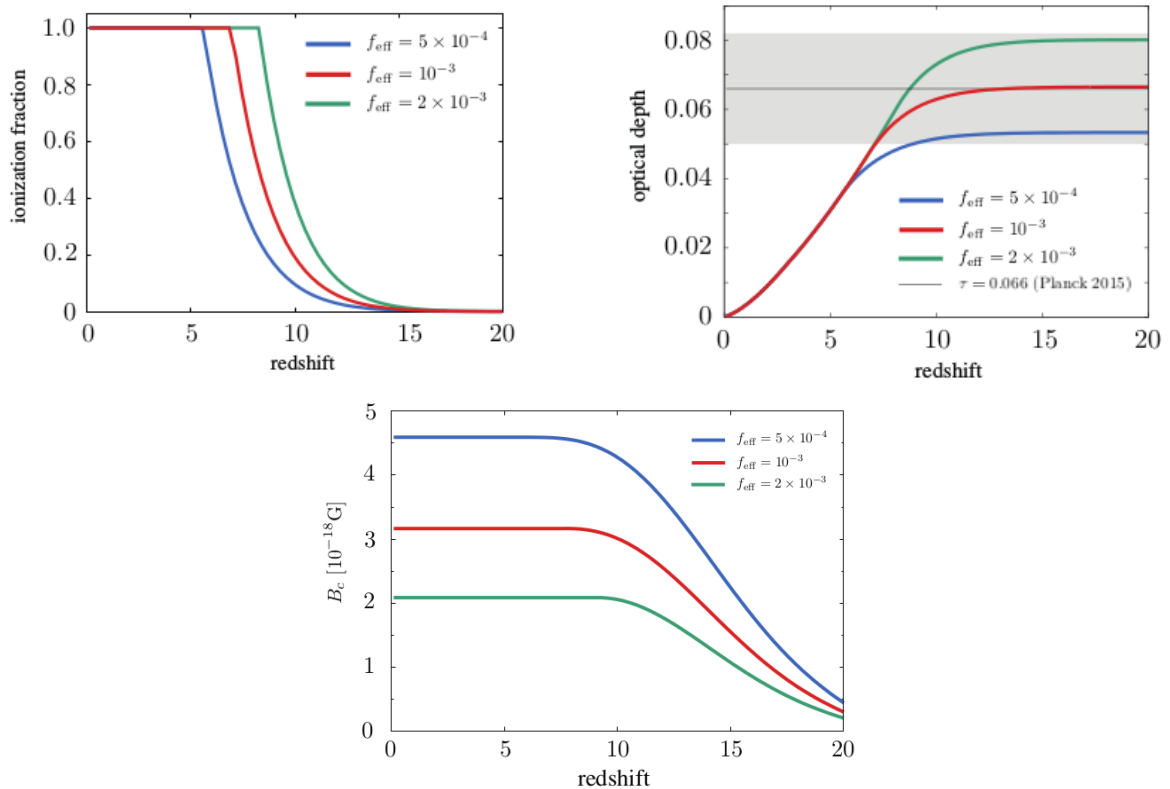 1.0
0.8
0.6
0.4
0.2
0
ionization fraction
f_eff = 5 × 10⁻⁴
f_eff = 10⁻³
f_eff = 2 × 10⁻³
0 5 10 15 20
redshift
0.08
0.06
0.04
0.02
0
optical depth
f_eff = 5 × 10⁻⁴
f_eff = 10⁻³
f_eff = 2 × 10⁻³
τ = 0.066 (Planck 2015)
0 5 10 15 20
redshift
5
4
3
2
1
0
B_c [10⁻¹⁸G]
f_eff = 5 × 10⁻⁴
f_eff = 10⁻³
f_eff = 2 × 10⁻³
0 5 10 15 20
redshift